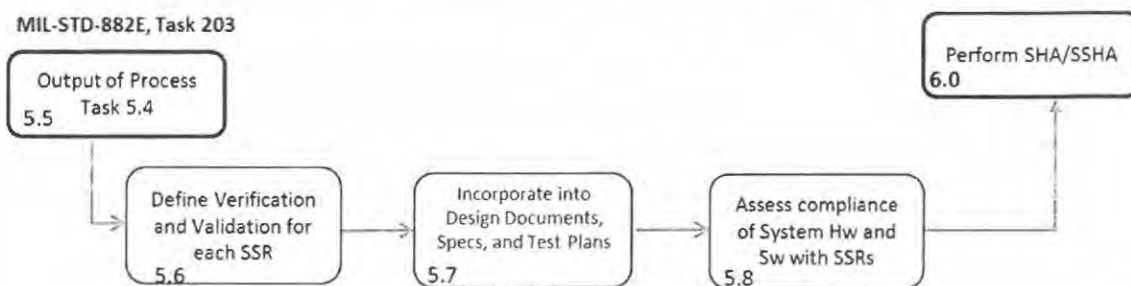 MIL-STD-882E, Task 203
Output of Process
Task 5.4
5.5
Define Verification
and Validation for
each SSR
5.6
Incorporate into
Design Documents,
Specs, and Test Plans
5.7
Assess compliance
of System Hw and
Sw with SSRs
5.8
Perform SHA/SSHA
6.0